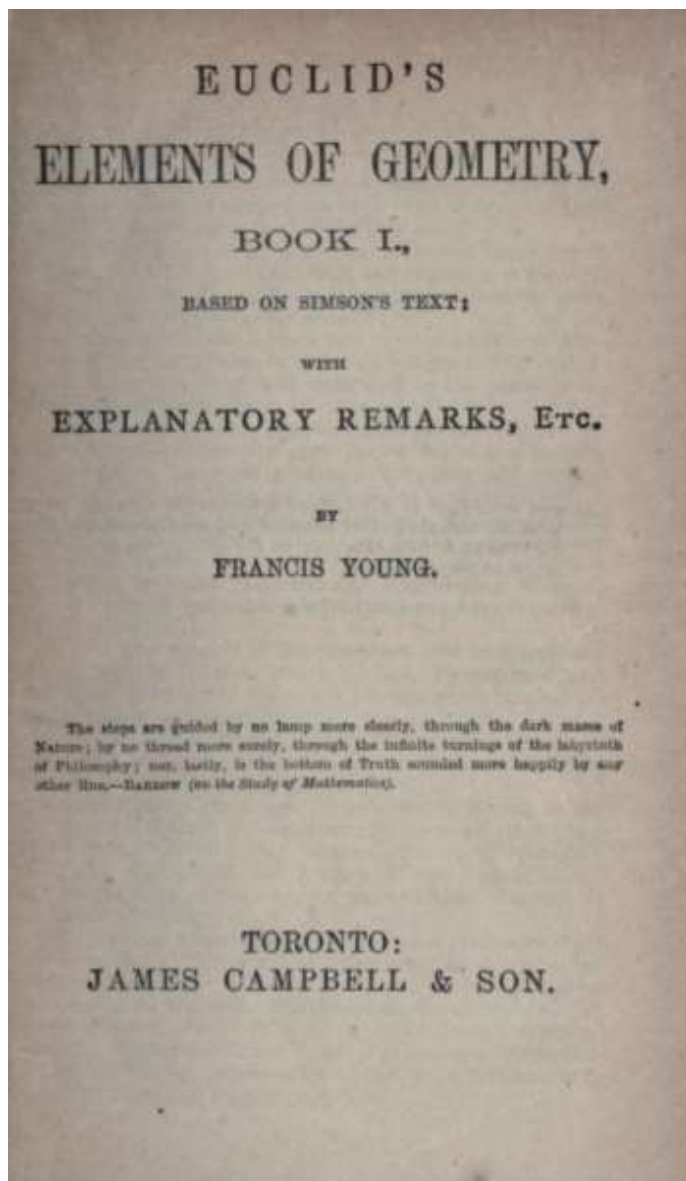 EUCLID'S
ELEMENTS OF GEOMETRY,
BOOK I.,
BASED ON SIMSON'S TEXT;
WITH
EXPLANATORY REMARKS, ETC.
BY
FRANCIS YOUNG.
The steps are guided by no lamp more clearly, through the dark mazes of
Nature; by no thread more surely, through the infinite turnings of the labyrinth
of Philosophy; nor, lastly, is the bottom of Truth sounded more happily by any
other line.—BARROW (on the Study of Mathematics).
TORONTO:
JAMES CAMPBELL & SON.